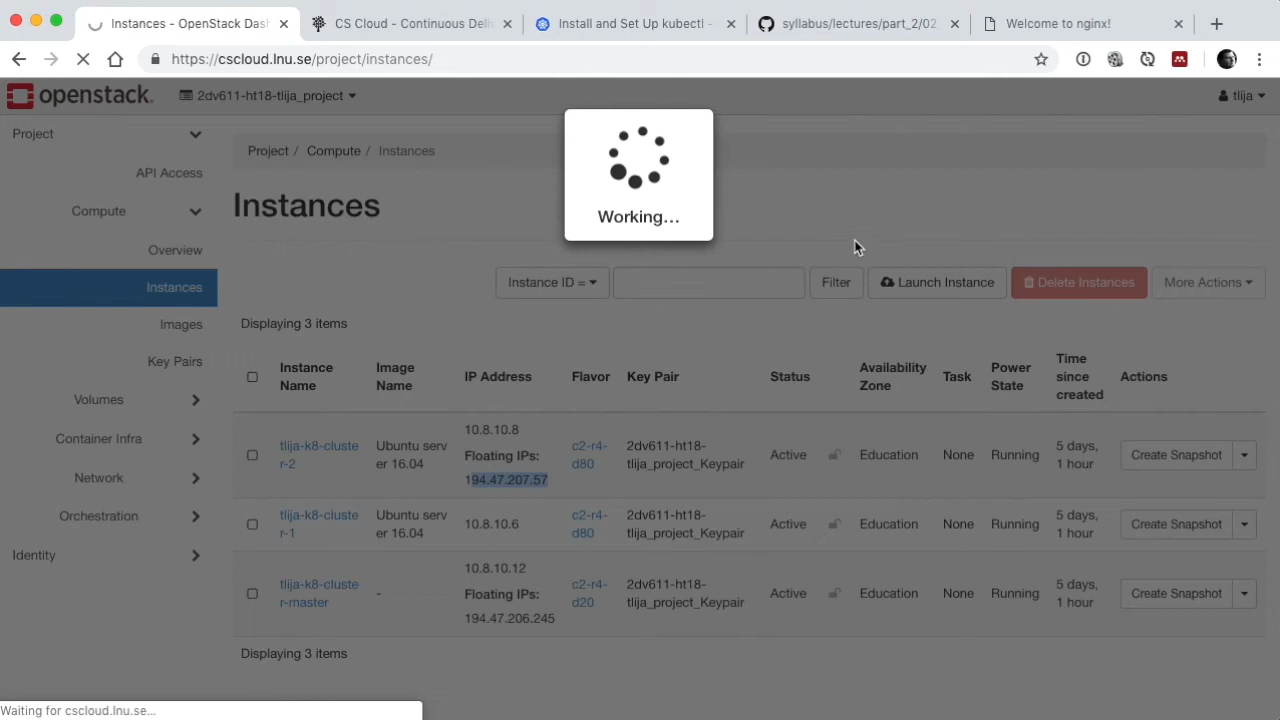 Instances - OpenStack Dash
CS Cloud - Continuous Deli
Install and Set Up kubectl -
syllabus/lectures/part_2/02_
Welcome to nginx!
https://cscloud.lnu.se/project/instances/
openstack.
2dv611-ht18-tlija_project
tlija
Project
API Access
Compute
Overview
Instances
Images
Key Pairs
Volumes
Container Infra
Network
Orchestration
Identity
Project / Compute / Instances
Instances
Working...
Instance ID =
Filter
Launch Instance
Delete Instances
More Actions
Displaying 3 items
Instance Name
Image Name
IP Address
Flavor
Key Pair
Status
Availability Zone
Task
Power State
Time since created
Actions
tlija-k8-cluste
r-2
Ubuntu serv
er 16.04
10.8.10.8
Floating IPs:
194.47.207.57
c2-r4-
d80
2dv611-ht18-
tlija_project_Keypair
Active
Education
None
Running
5 days,
1 hour
Create Snapshot
tlija-k8-cluste
r-1
Ubuntu serv
er 16.04
10.8.10.6
c2-r4-
d80
2dv611-ht18-
tlija_project_Keypair
Active
Education
None
Running
5 days,
1 hour
Create Snapshot
tlija-k8-cluste
r-master
-
10.8.10.12
Floating IPs:
194.47.206.245
c2-r4-
d20
2dv611-ht18-
tlija_project_Keypair
Active
Education
None
Running
5 days,
1 hour
Create Snapshot
Displaying 3 items
Waiting for cscloud.lnu.se...